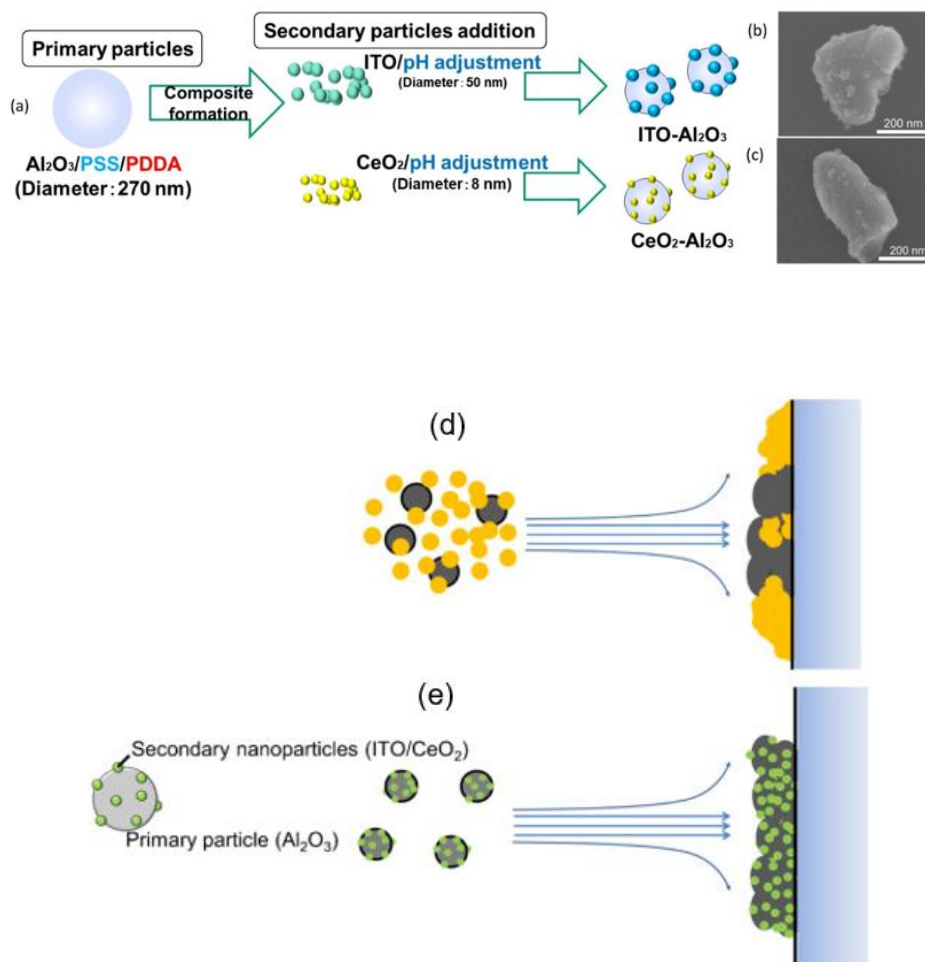 Primary particles
Secondary particles addition
(a)
Composite
formation
Al₂O₃/PSS/PDDA
(Diameter: 270 nm)
ITO/pH adjustment
(Diameter: 50 nm)
ITO-Al₂O₃
CeO₂/pH adjustment
(Diameter: 8 nm)
CeO₂-Al₂O₃
(b)
200 nm
(c)
200 nm
(d)
(e)
Secondary nanoparticles (ITO/CeO₂)
Primary particle (Al₂O₃)